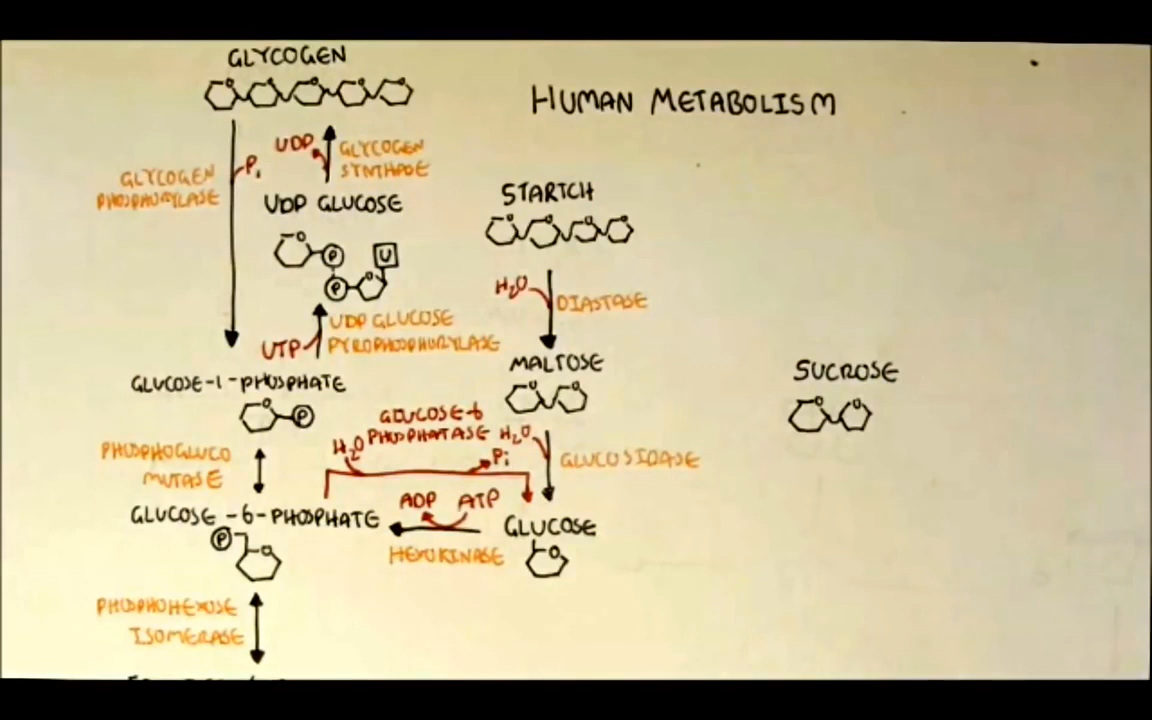 GLYCOGEN
HUMAN METABOLISM
UDP
GLYCOGEN
SYNTHASE
Pi
GLYCOGEN
PHOSPHORYLASE
UDP GLUCOSE
STARTCH
P
U
P
H2O
DIASTASE
UDP GLUCOSE
PYROPHOSPHORYLASE
UTP
MALTOSE
SUCROSE
GLUCOSE-1-PHOSPHATE
P
GLUCOSE-6
PHOSPHATASE
H2O
H2O
Pi
GLUCOSIDASE
PHOSPHOGLUCO
MUTASE
ADP
ATP
GLUCOSE-6-PHOSPHATE
GLUCOSE
P
HEXOKINASE
PHOSPHOHEXOSE
ISOMERASE